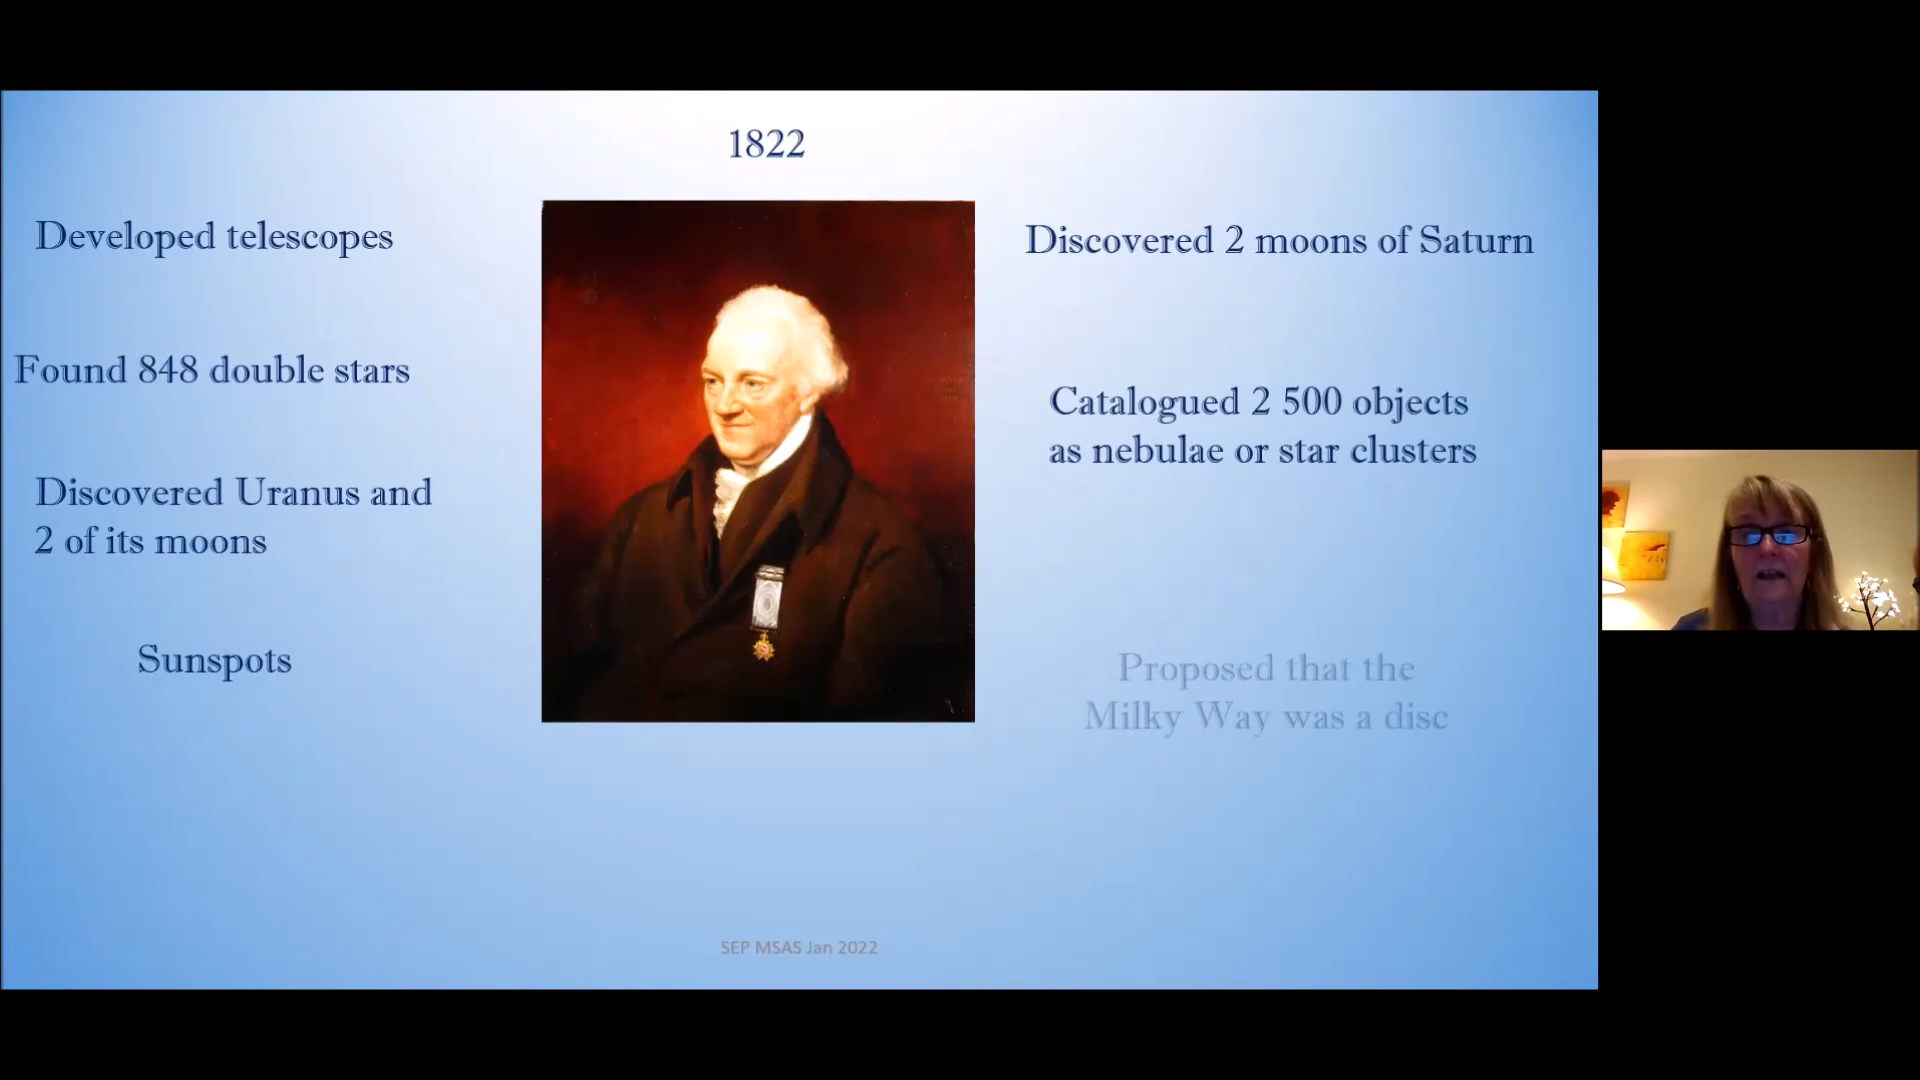 1822
Developed telescopes
Found 848 double stars
Discovered Uranus and
2 of its moons
Sunspots
Discovered 2 moons of Saturn
Catalogued 2 500 objects
as nebulae or star clusters
Proposed that the
Milky Way was a disc
SEP MSAS Jan 2022